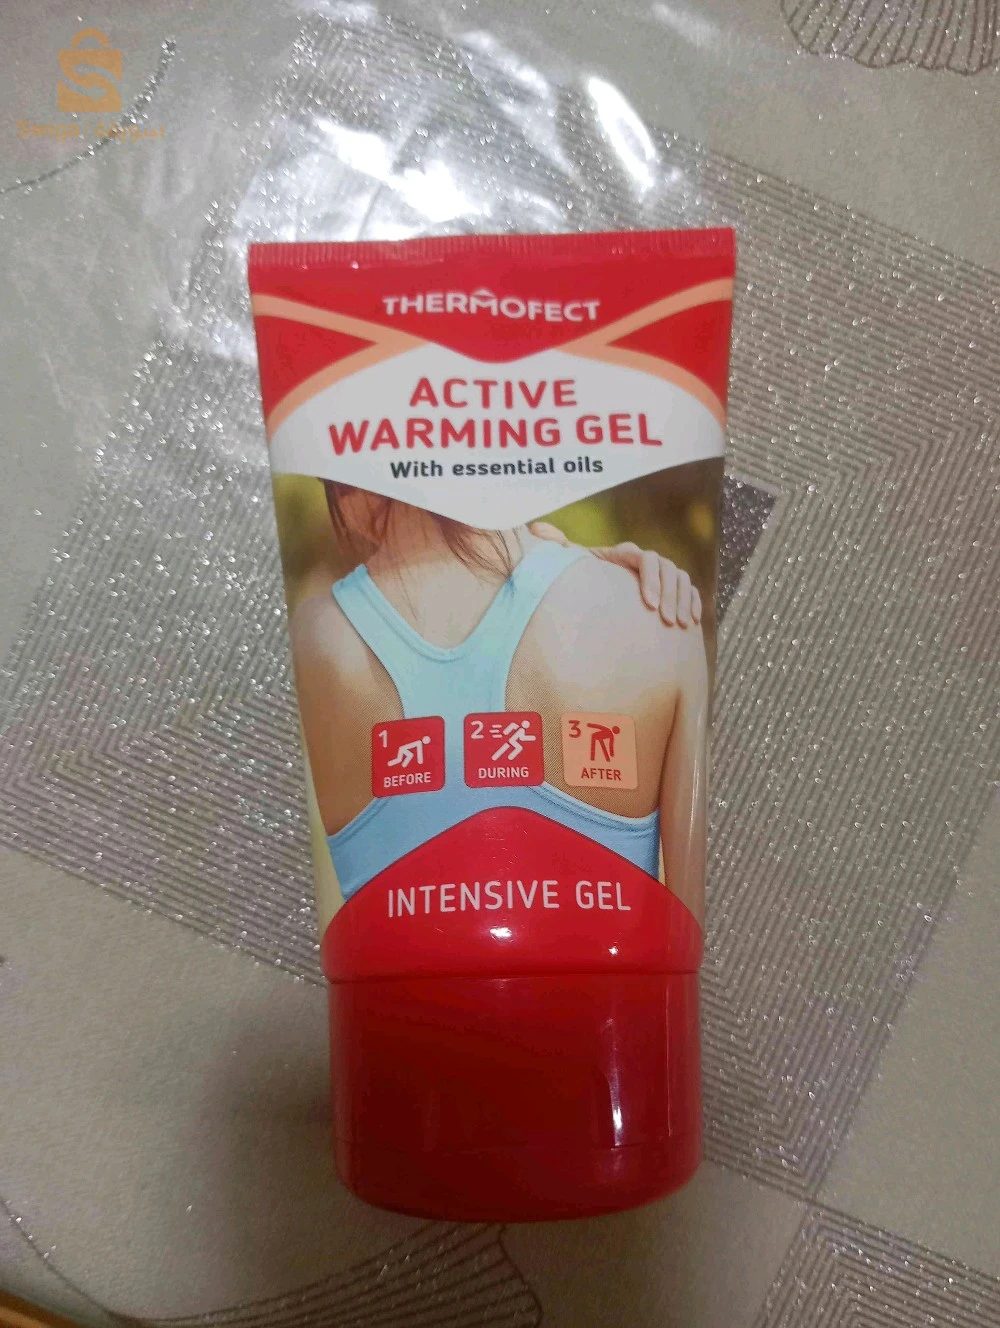 THERMOFECT
ACTIVE
WARMING GEL
With essential oils
1
BEFORE
2
DURING
3
AFTER
INTENSIVE GEL